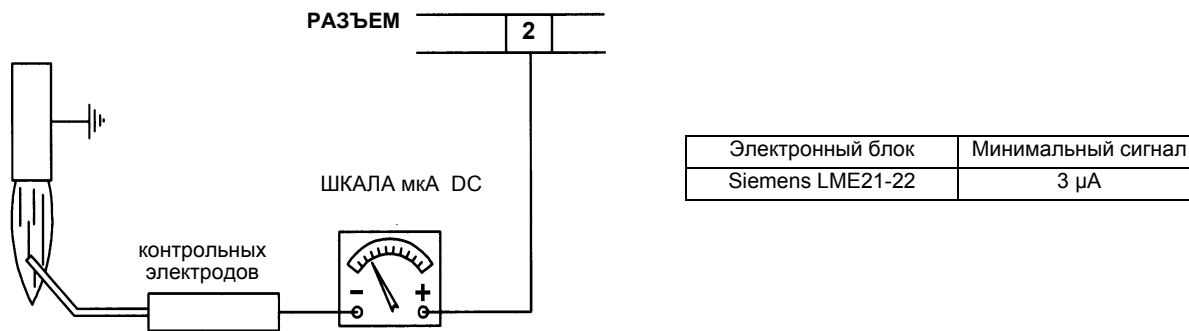 РАЗЪЕМ
2
ШКАЛА мкА DC
контрольных
электродов
- +
Электронный блок Минимальный сигнал
Siemens LME21-22 3 µA